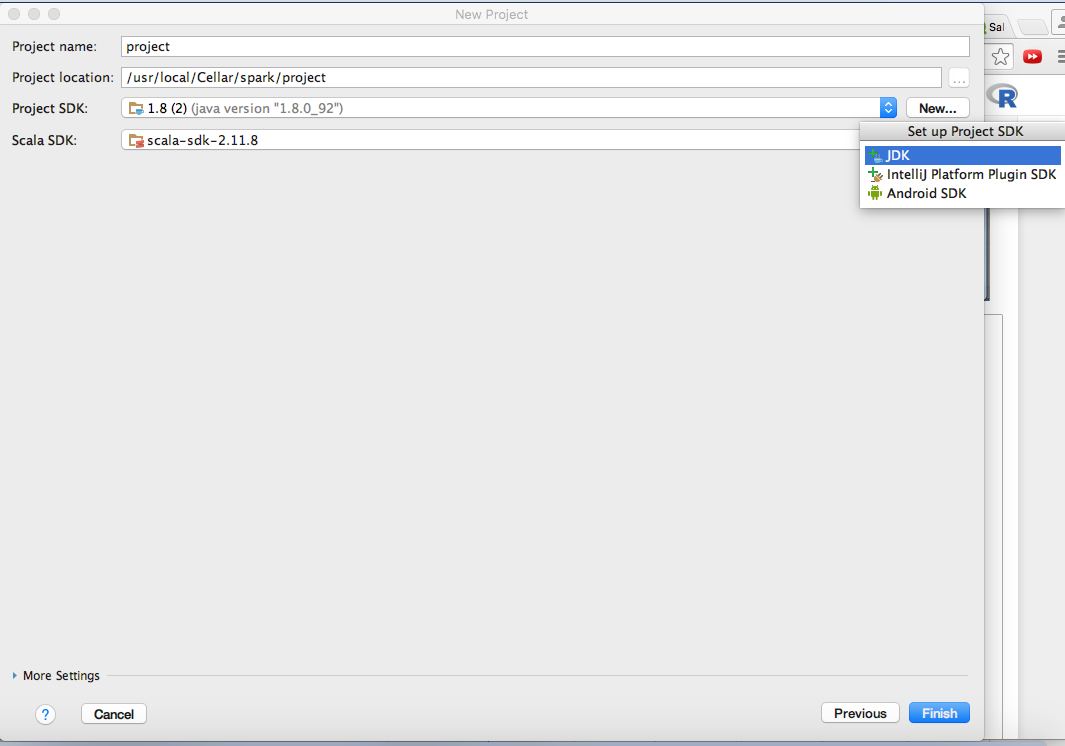 New Project
Sal
Project name: project
Project location: /usr/local/Cellar/spark/project ...
Project SDK: 1.8 (2) (java version "1.8.0_92") New...
R
Set up Project SDK
Scala SDK: scala-sdk-2.11.8
JDK
IntelliJ Platform Plugin SDK
Android SDK
More Settings
? Cancel Previous Finish